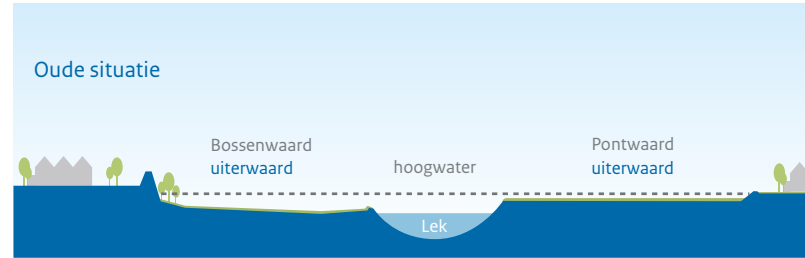 Oude situatie
Bossenwaard
uiterwaard
hoogwater
Pontwaard
uiterwaard
Lek